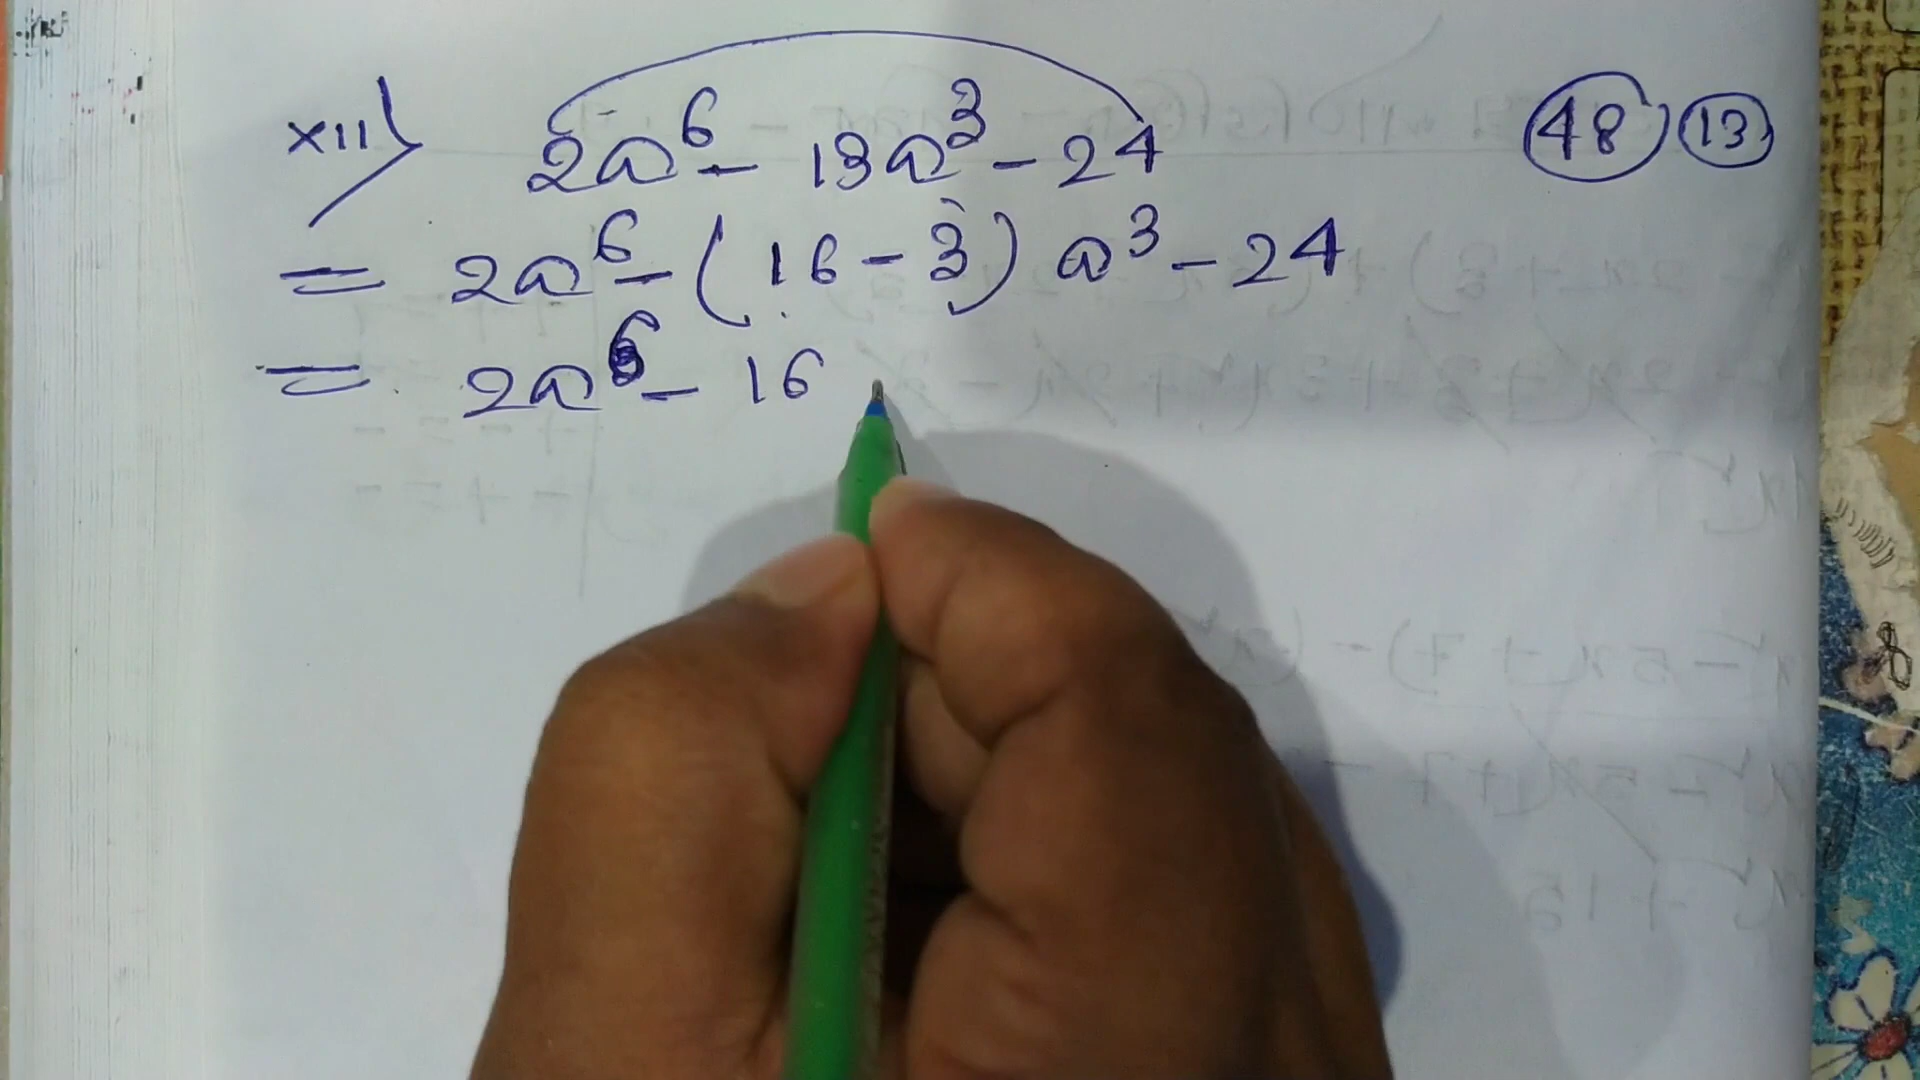 xii) 2a⁶ - 13a³ - 24 48 13
= 2a⁶ - (16 - 3) a³ - 24
= 2a⁶ - 16